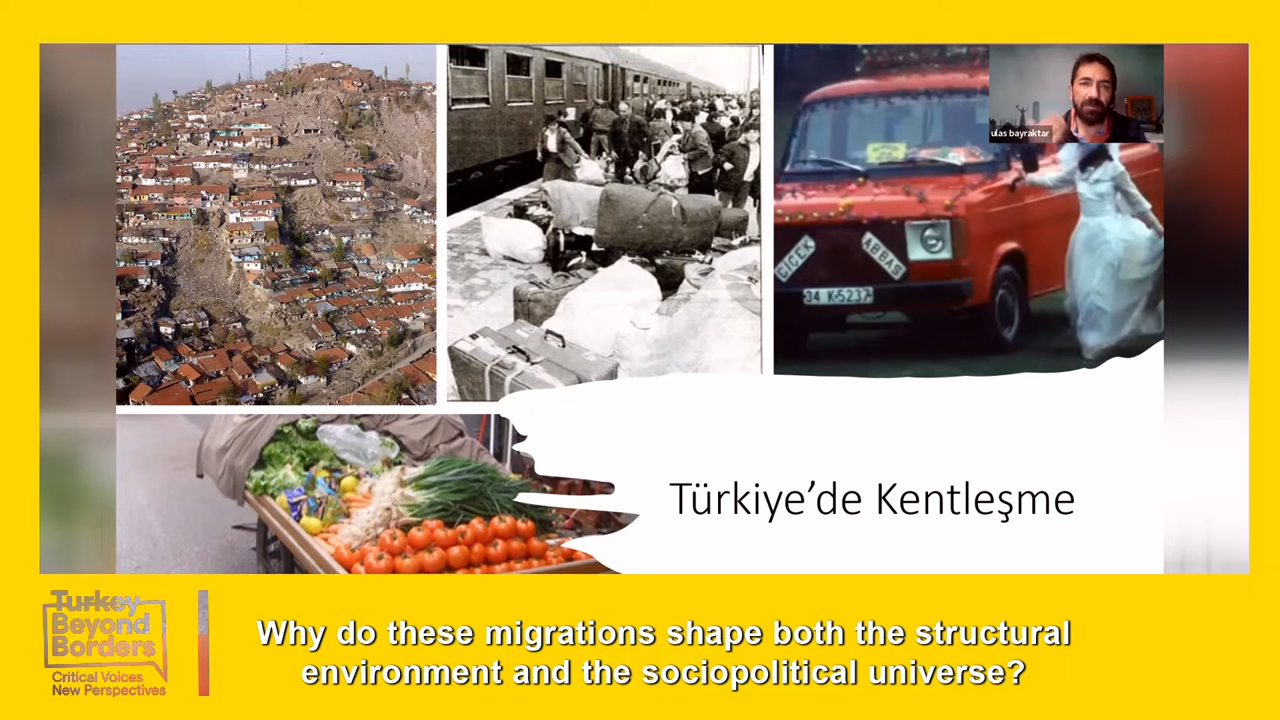 ulas bayraktar
ÇİÇEK
ABBAS
34 K 5237
Türkiye'de Kentleşme
Turkey
Beyond
Borders
Critical Voices
New Perspectives
Why do these migrations shape both the structural
environment and the sociopolitical universe?